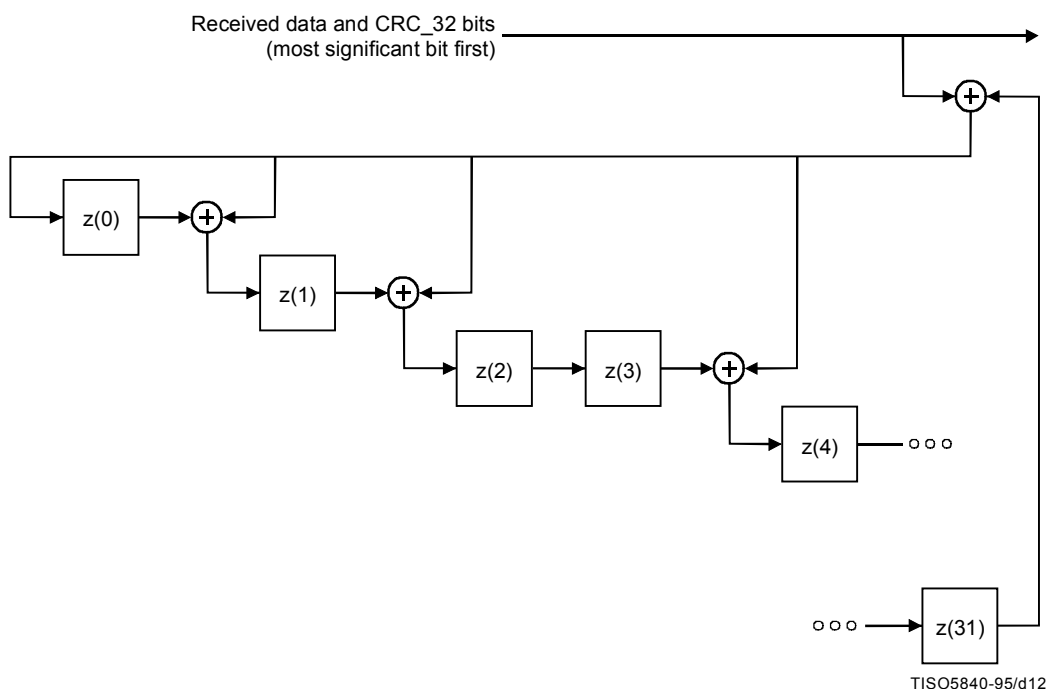 Received data and CRC_32 bits
(most significant bit first)
z(0)
z(1)
z(2)
z(3)
z(4)
z(31)
TISO5840-95/d12